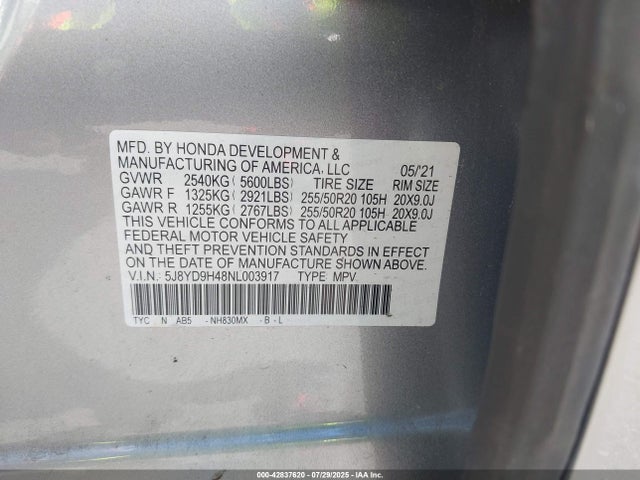 MFD. BY HONDA DEVELOPMENT &
MANUFACTURING OF AMERICA, LLC 05/'21
GVWR 2540KG ( 5600LBS) TIRE SIZE RIM SIZE
GAWR F 1325KG ( 2921LBS) 255/50R20 105H 20X9.0J
GAWR R 1255KG ( 2767LBS) 255/50R20 105H 20X9.0J
THIS VEHICLE CONFORMS TO ALL APPLICABLE
FEDERAL MOTOR VEHICLE SAFETY
AND THEFT PREVENTION STANDARDS IN EFFECT
ON THE DATE OF MANUFACTURE SHOWN ABOVE.
V.I.N.: 5J8YD9H48NL003917 TYPE: MPV
TYC N AB5 - NH830MX - B - L
000-42837620 07/29/2025 IAA Inc.